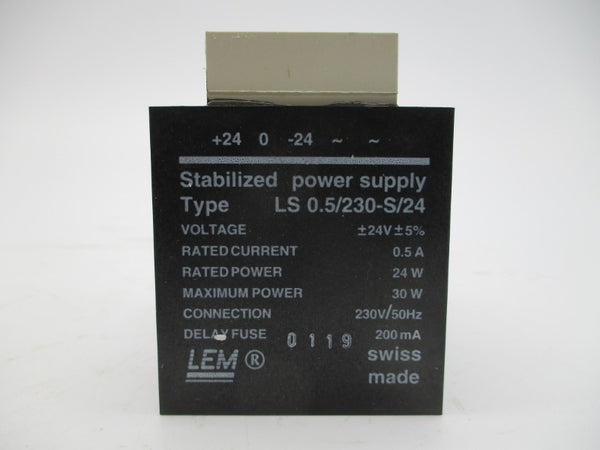 +24 0 -24 ~ ~
Stabilized power supply
Type LS 0.5/230-S/24
VOLTAGE ±24V±5%
RATED CURRENT 0.5 A
RATED POWER 24 W
MAXIMUM POWER 30 W
CONNECTION 230V/50Hz
DELAY FUSE 200 mA
0119
LEM ® swiss
made